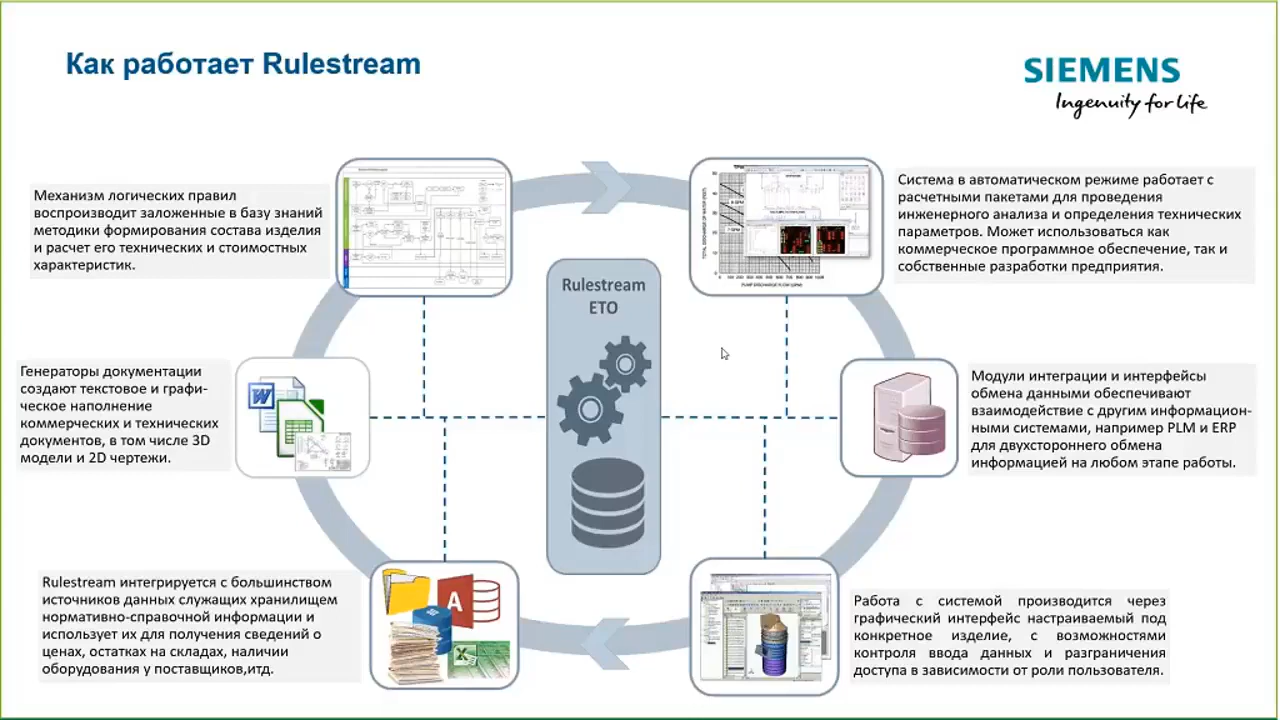 Как работает Rulestream
SIEMENS
Ingenuity for life
Механизм логических правил
воспроизводит заложенные в базу знаний
методики формирования состава изделия
и расчет его технических и стоимостных
характеристик.
Система в автоматическом режиме работает с
расчетными пакетами для проведения
инженерного анализа и определения технических
параметров. Может использоваться как
коммерческое программное обеспечение, так и
собственные разработки предприятия.
Rulestream
ETO
Генераторы документации
создают текстовое и графи-
ческое наполнение
коммерческих и технических
документов, в том числе 3D
модели и 2D чертежи.
Модули интеграции и интерфейсы
обмена данными обеспечивают
взаимодействие с другим информацион-
ными системами, например PLM и ERP
для двухстороннего обмена
информацией на любом этапе работы.
Rulestream интегрируется с большинством
источников данных служащих хранилищем
нормативно-справочной информации и
использует их для получения сведений о
ценах, остатках на складах, наличии
оборудования у поставщиков,итд.
Работа с системой производится через
графический интерфейс настраиваемый под
конкретное изделие, с возможностями
контроля ввода данных и разграничения
доступа в зависимости от роли пользователя.